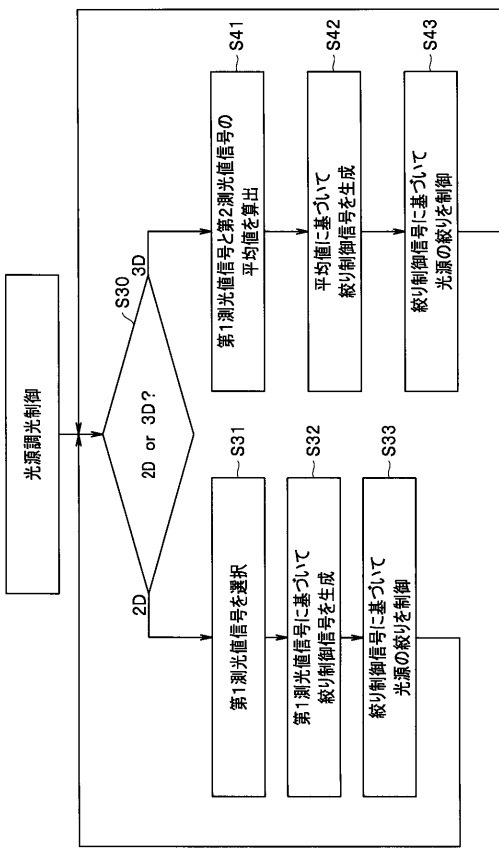 光源調光制御
S30
2D or 3D?
2D
3D
S31
第1測光値信号を選択
S32
第1測光値信号に基づいて
絞り制御信号を生成
S33
絞り制御信号に基づいて
光源の絞りを制御
S41
第1測光値信号と第2測光値信号の
平均値を算出
S42
平均値に基づいて
絞り制御信号を生成
S43
絞り制御信号に基づいて
光源の絞りを制御